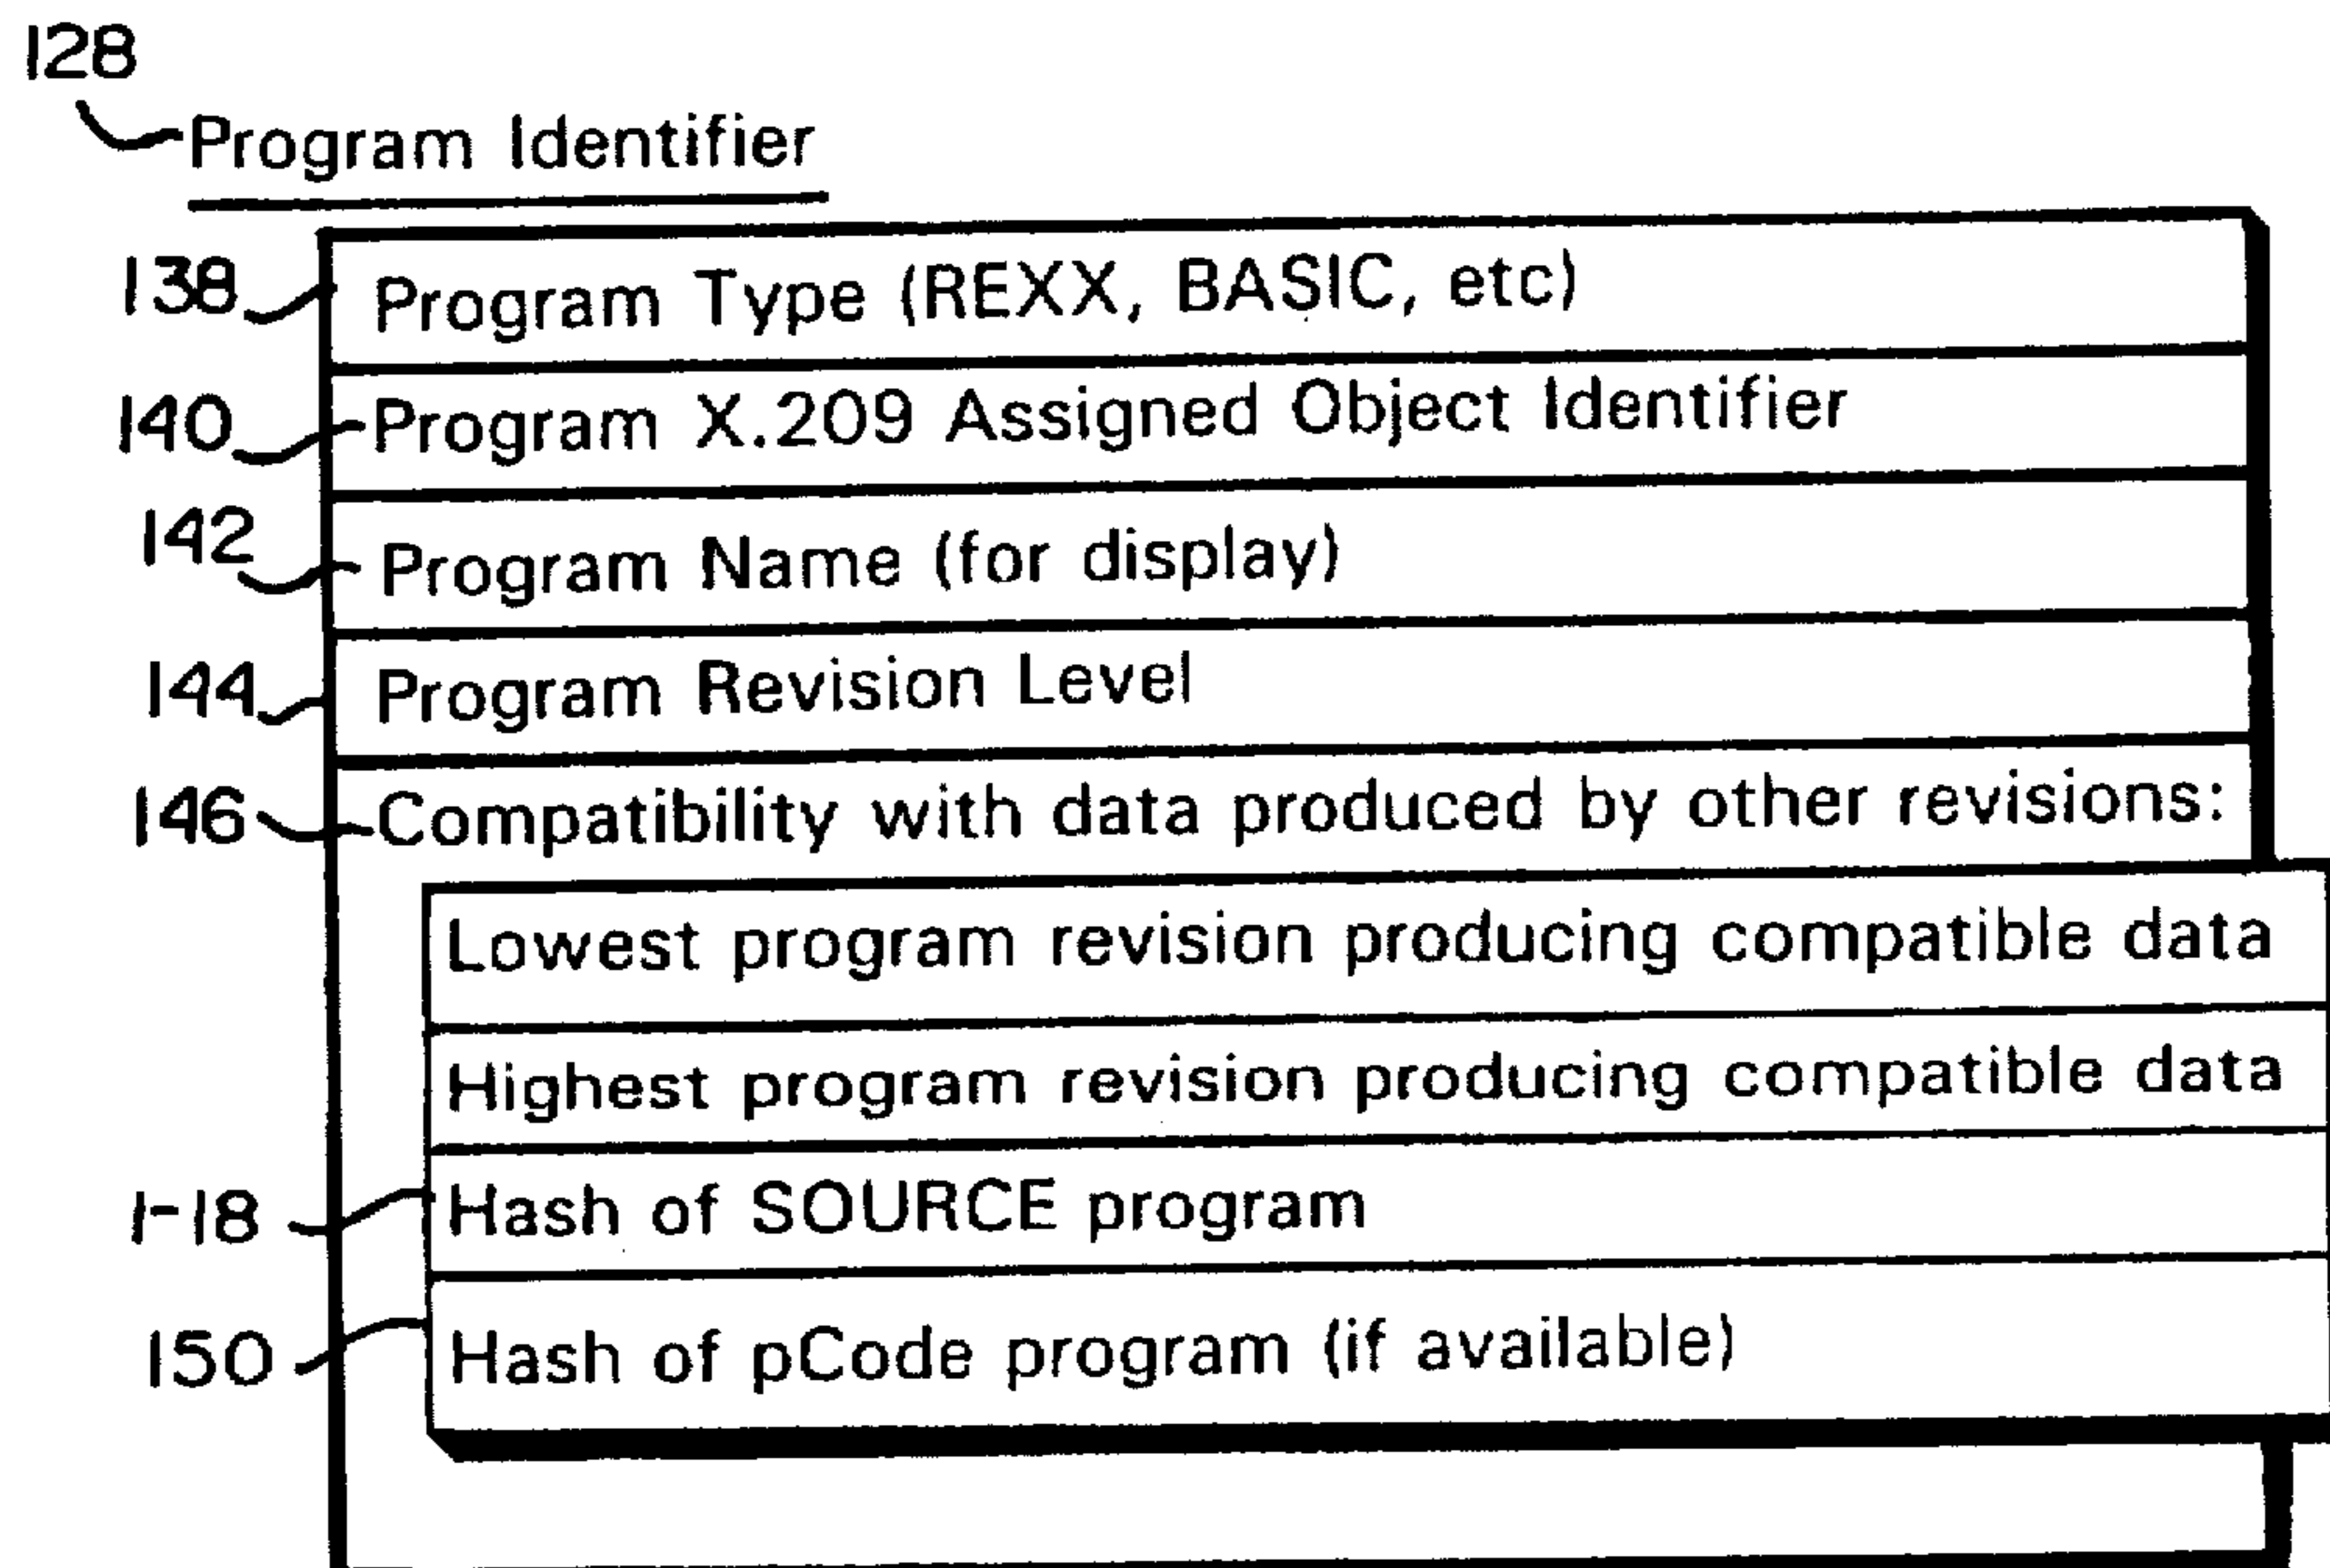 128
Program Identifier
138 Program Type (REXX, BASIC, etc)
140 Program X.209 Assigned Object Identifier
142 Program Name (for display)
144 Program Revision Level
146 Compatibility with data produced by other revisions:
Lowest program revision producing compatible data
Highest program revision producing compatible data
1-18 Hash of SOURCE program
150 Hash of pCode program (if available)